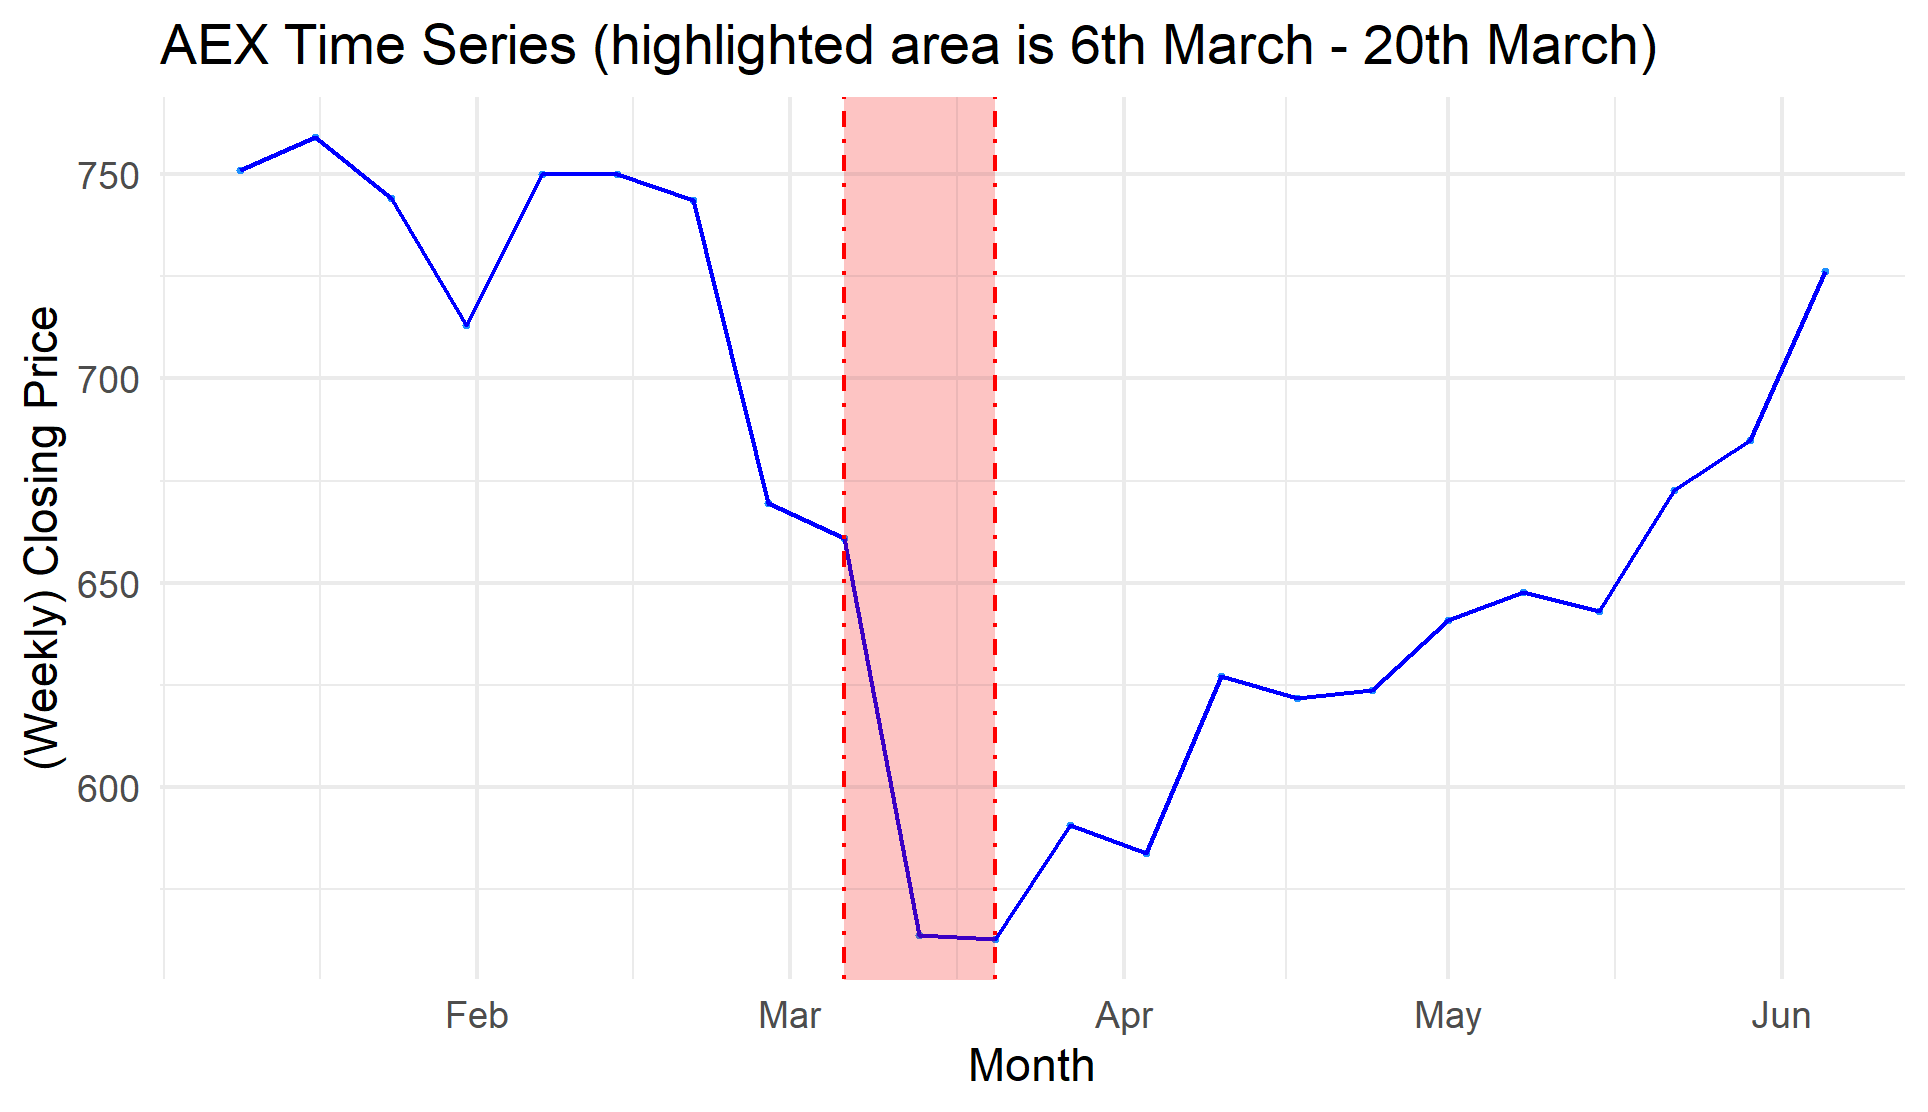 AEX Time Series (highlighted area is 6th March - 20th March)
(Weekly) Closing Price
750
700
650
600
Feb Mar Apr May Jun
Month